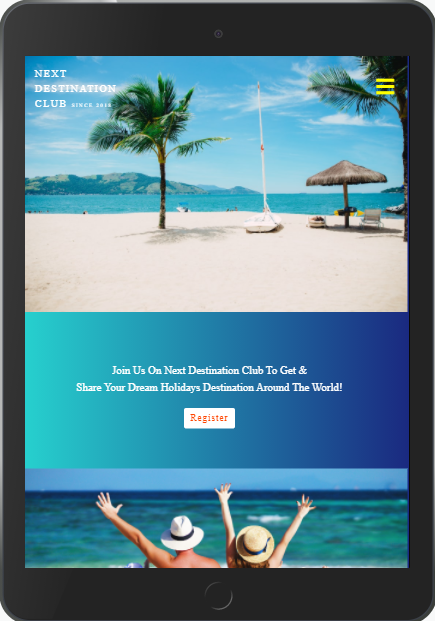 NEXT
DESTINATION
CLUB SINCE 2018
Join Us On Next Destination Club To Get &
Share Your Dream Holidays Destination Around The World!
Register